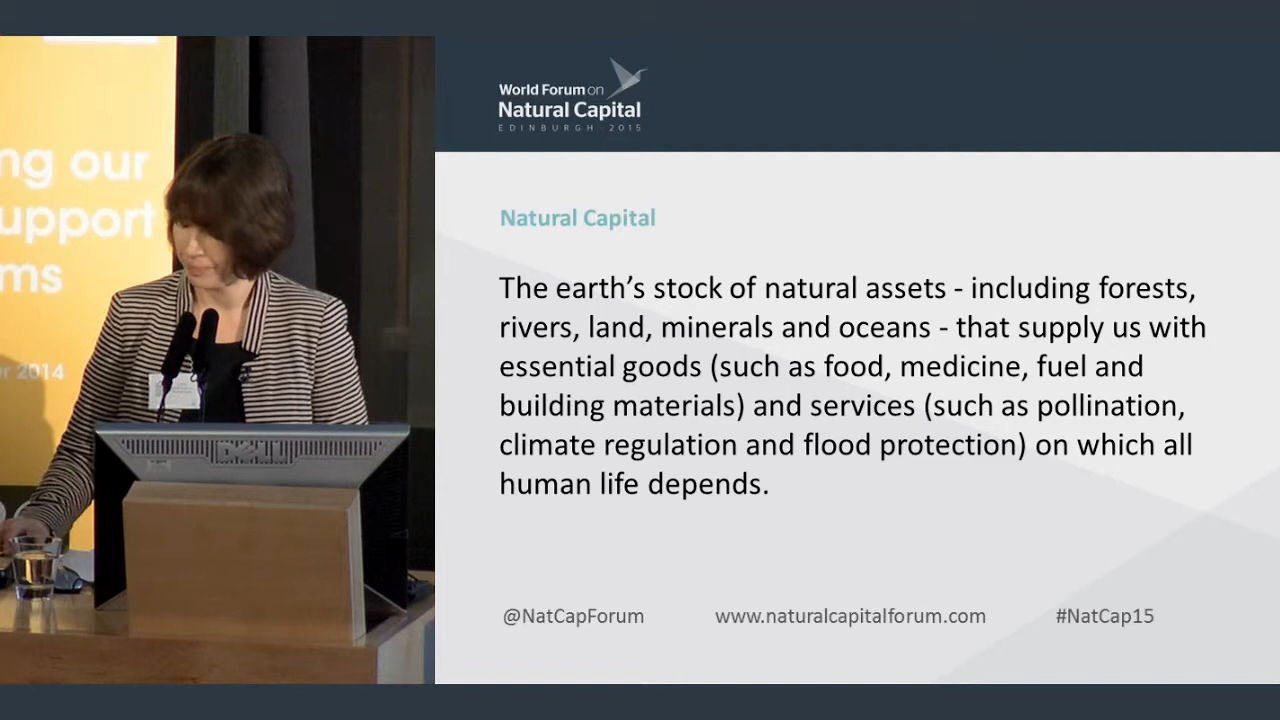 ng our
upport
ms
r 2014
World Forum on
Natural Capital
EDINBURGH 2015
Natural Capital
The earth's stock of natural assets - including forests,
rivers, land, minerals and oceans - that supply us with
essential goods (such as food, medicine, fuel and
building materials) and services (such as pollination,
climate regulation and flood protection) on which all
human life depends.
@NatCapForum
www.naturalcapitalforum.com
#NatCap15